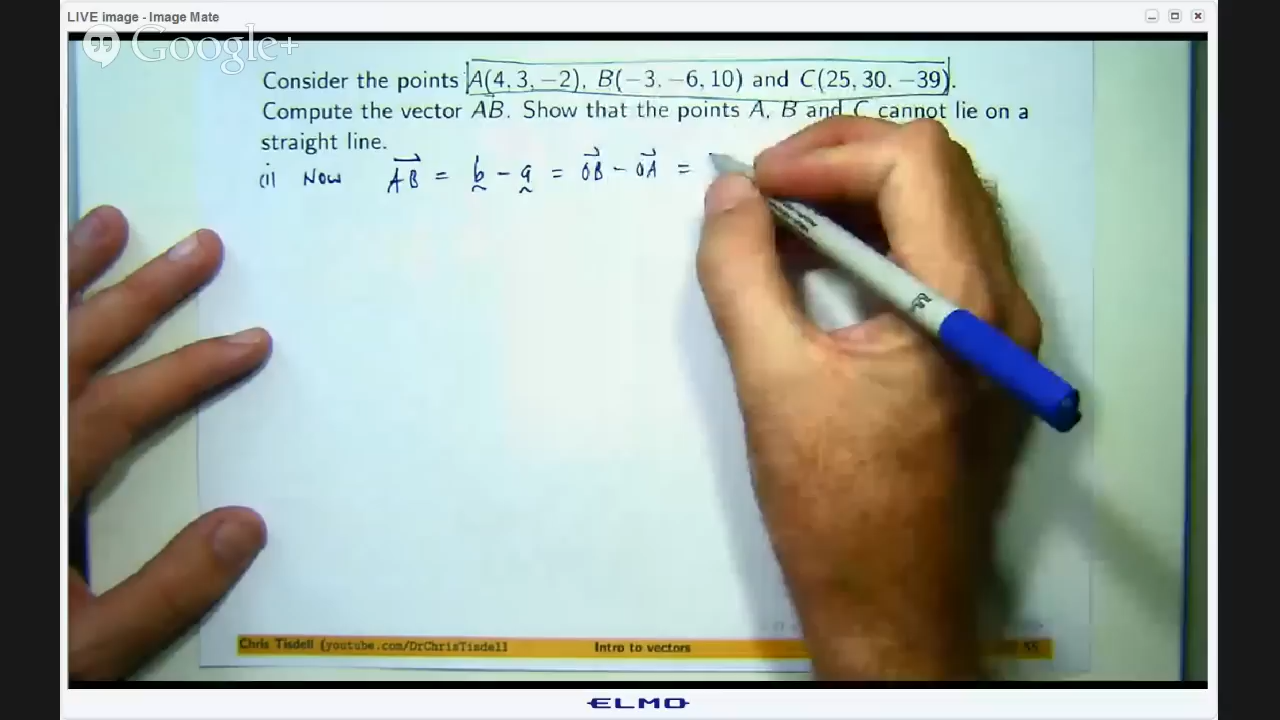 LIVE image - Image Mate
Google+
Consider the points A(4, 3, −2), B(−3, −6, 10) and C(25, 30. −39).
Compute the vector AB. Show that the points A, B and C cannot lie on a
straight line.
(i) Now AB = b − a = OB − OA =
Chris Tisdell (youtube.com/DrChrisTisdell Intro to vectors 55
ELMO